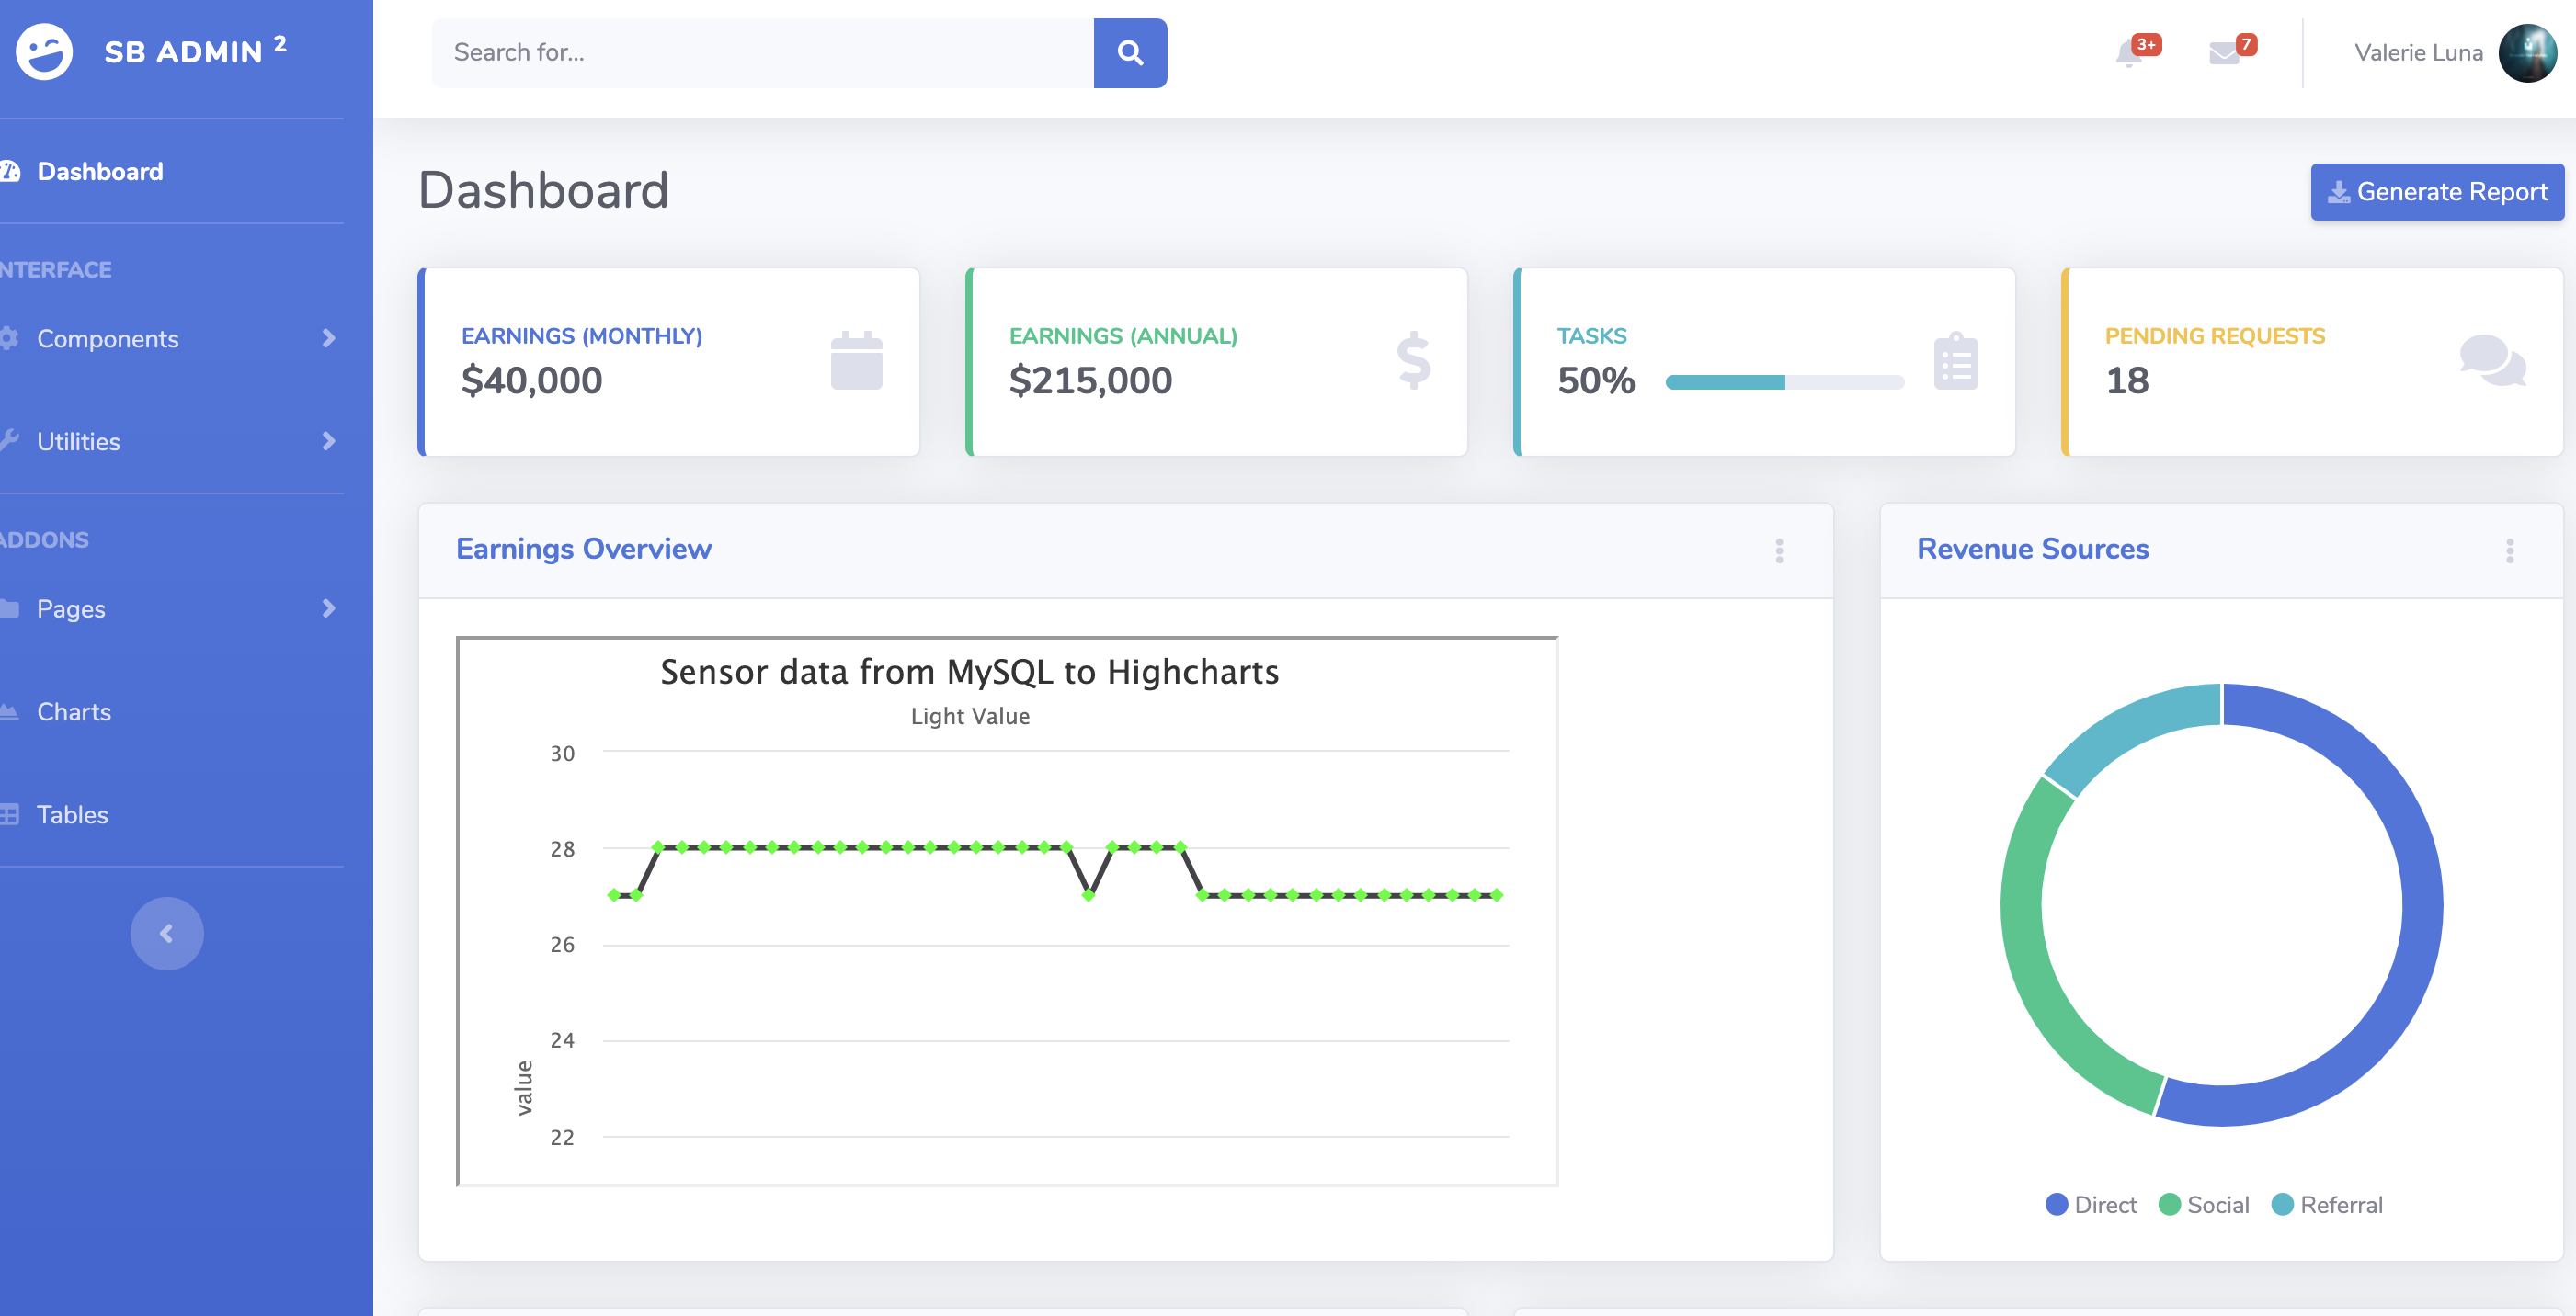 SB ADMIN 2
Search for...
3+
7
Valerie Luna
Dashboard
NTERFACE
Components
Utilities
ADDONS
Pages
Charts
Tables
Dashboard
Generate Report
EARNINGS (MONTHLY)
$40,000
EARNINGS (ANNUAL)
$215,000
TASKS
50%
PENDING REQUESTS
18
Earnings Overview
Sensor data from MySQL to Highcharts
Light Value
30
28
26
24
22
value
Revenue Sources
Direct
Social
Referral